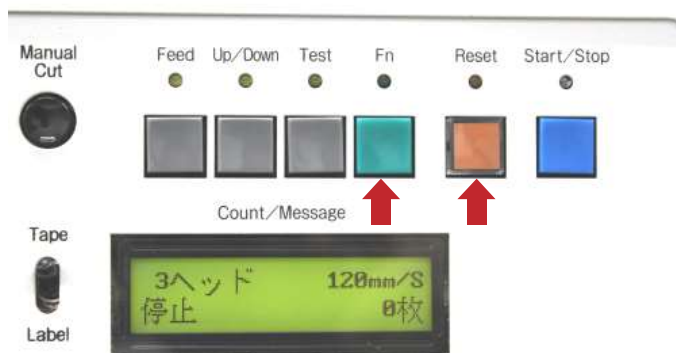 Manual Cut
Feed Up/Down Test Fn Reset Start/Stop
Count/Message
Tape
3ヘッド 120mm/S
停止 0枚
Label